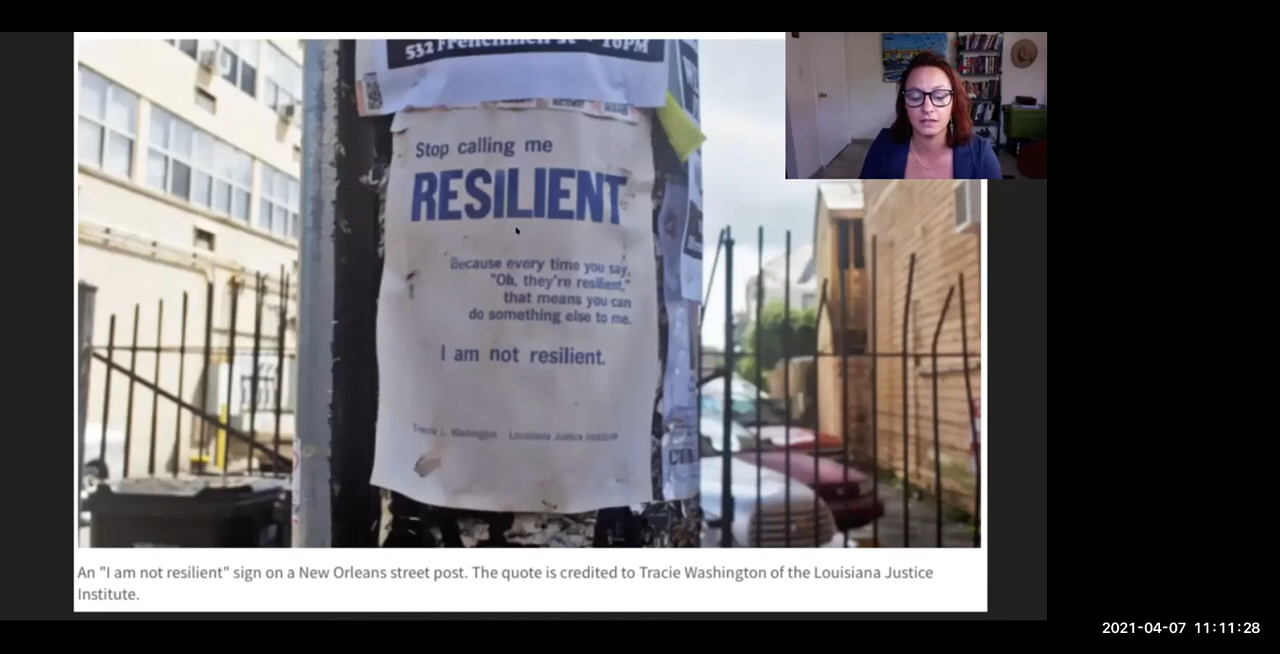 532 Frenchmen St 10PM
Stop calling me
RESILIENT
Because every time you say,
"Oh, they're resilient,"
that means you can
do something else to me.
I am not resilient.
Tracie L. Washington Louisiana Justice Institute
An "I am not resilient" sign on a New Orleans street post. The quote is credited to Tracie Washington of the Louisiana Justice
Institute.
2021-04-07 11:11:28